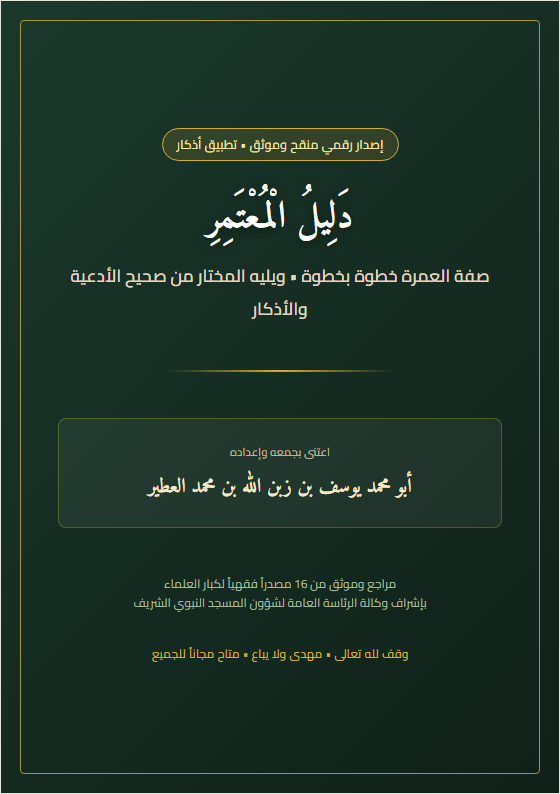 إصدار رقمي منقح وموثق • تطبيق أذكار
دَلِيلُ الْمُعْتَمِرِ
صفة العمرة خطوة بخطوة • ويليه المختار من صحيح الأدعية
والأذكار
اعتنى بجمعه وإعداده
أبو محمد يوسف بن زبن الله بن محمد العطير
مراجع وموثق من 16 مصدراً فقهياً لكبار العلماء
بإشراف وكالة الرئاسة العامة لشؤون المسجد النبوي الشريف
وقف لله تعالى • مهدى ولا يباع • متاح مجاناً للجميع